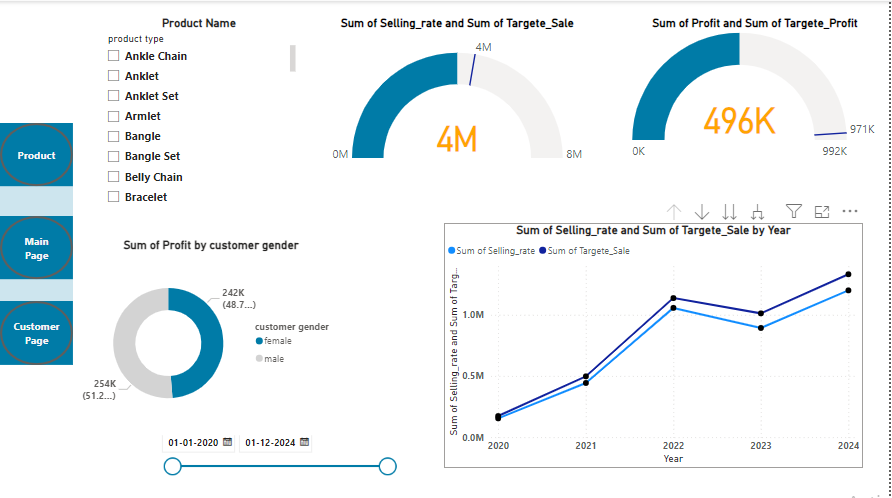 Product Name
product type
Ankle Chain
Anklet
Anklet Set
Armlet
Bangle
Bangle Set
Belly Chain
Bracelet
Sum of Selling_rate and Sum of Targete_Sale
4M
4M
0M
8M
Sum of Profit and Sum of Targete_Profit
496K
971K
0K
992K
Product
Main
Page
Customer
Page
Sum of Profit by customer gender
242K
(48.7...)
customer gender
female
male
254K
(51.2...)
01-01-2020
01-12-2024
Sum of Selling_rate and Sum of Targete_Sale by Year
Sum of Selling_rate
Sum of Targete_Sale
Sum of Selling_rate and Sum of Targ...
1.0M
0.5M
0.0M
2020
2021
2022
2023
2024
Year